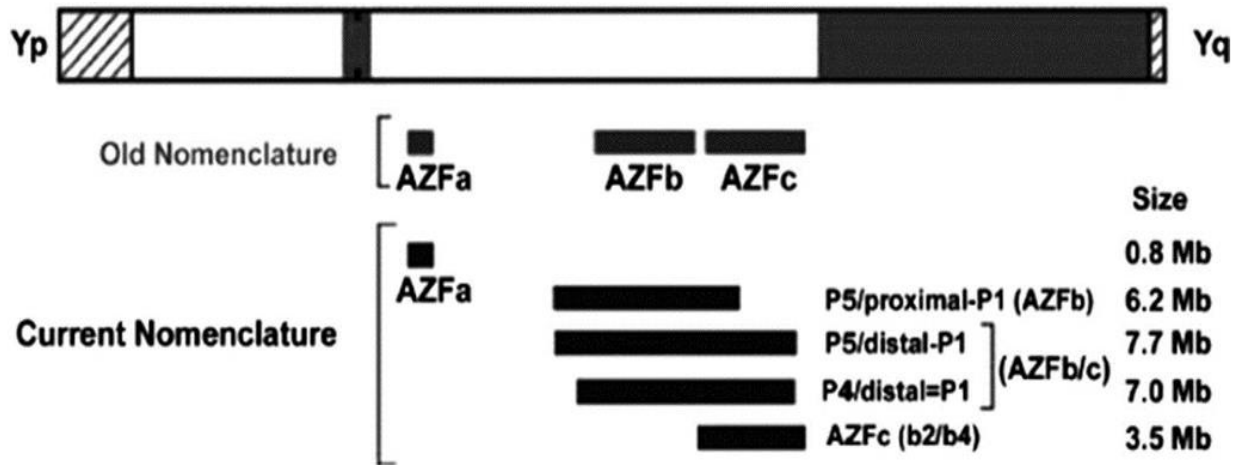 Yp Yq
Old Nomenclature
AZFa AZFb AZFc
Size
0.8 Mb
AZFa
P5/proximal-P1 (AZFb) 6.2 Mb
Current Nomenclature
P5/distal-P1 7.7 Mb
(AZFb/c)
P4/distal=P1 7.0 Mb
AZFc (b2/b4) 3.5 Mb